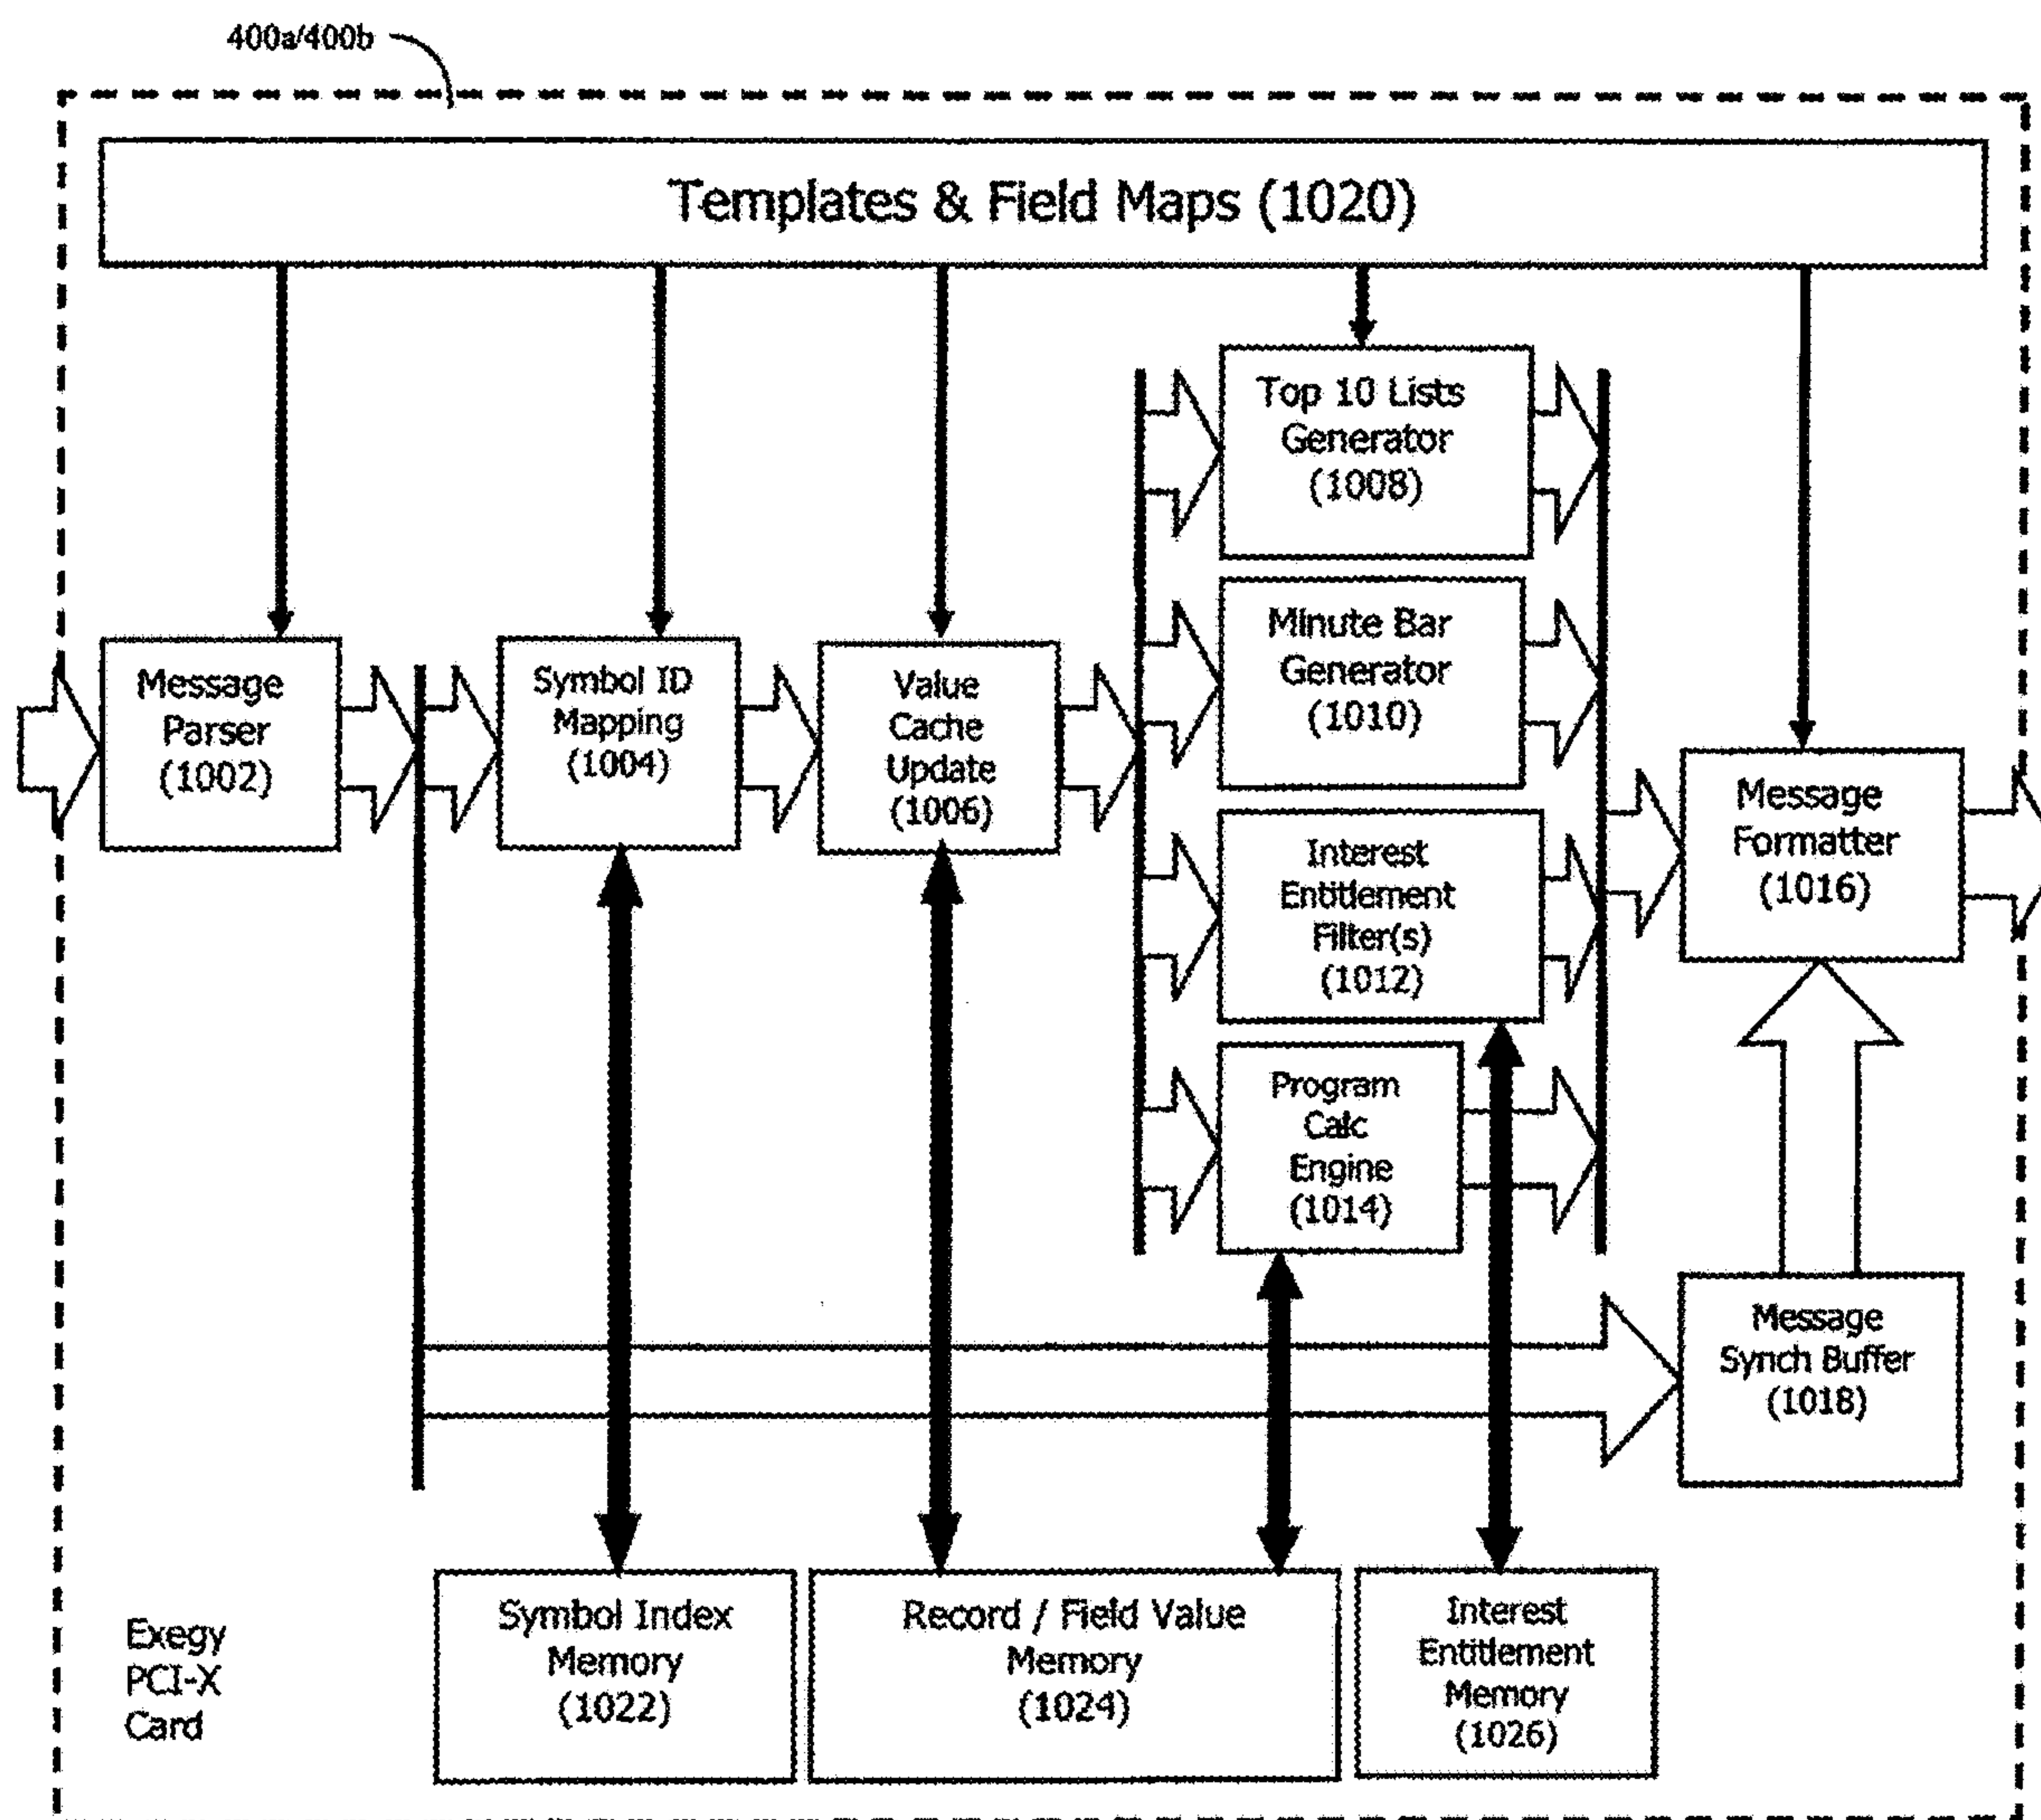 400a/400b
Templates & Field Maps (1020)
Message
Parser
(1002)
Symbol ID
Mapping
(1004)
Value
Cache
Update
(1006)
Top 10 Lists
Generator
(1008)
Minute Bar
Generator
(1010)
Interest
Entitlement
Filter(s)
(1012)
Program
Calc
Engine
(1014)
Message
Formatter
(1016)
Message
Synch Buffer
(1018)
Exegy
PCI-X
Card
Symbol Index
Memory
(1022)
Record / Field Value
Memory
(1024)
Interest
Entitlement
Memory
(1026)